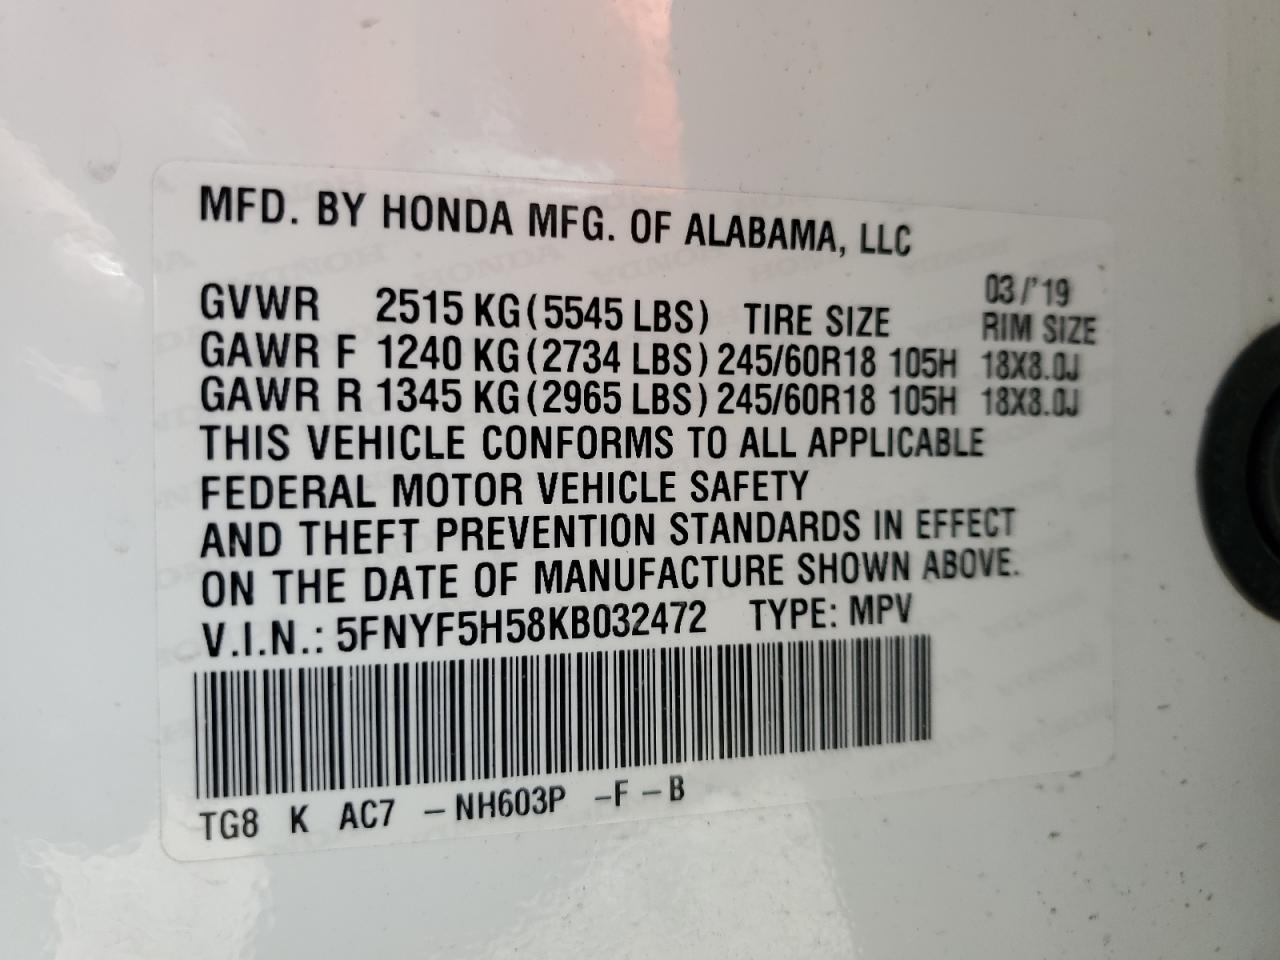 MFD. BY HONDA MFG. OF ALABAMA, LLC
03/'19
GVWR 2515 KG (5545 LBS) TIRE SIZE RIM SIZE
GAWR F 1240 KG (2734 LBS) 245/60R18 105H 18X8.0J
GAWR R 1345 KG (2965 LBS) 245/60R18 105H 18X8.0J
THIS VEHICLE CONFORMS TO ALL APPLICABLE
FEDERAL MOTOR VEHICLE SAFETY
AND THEFT PREVENTION STANDARDS IN EFFECT
ON THE DATE OF MANUFACTURE SHOWN ABOVE.
V.I.N.: 5FNYF5H58KB032472 TYPE: MPV
TG8 K AC7 -NH603P -F-B